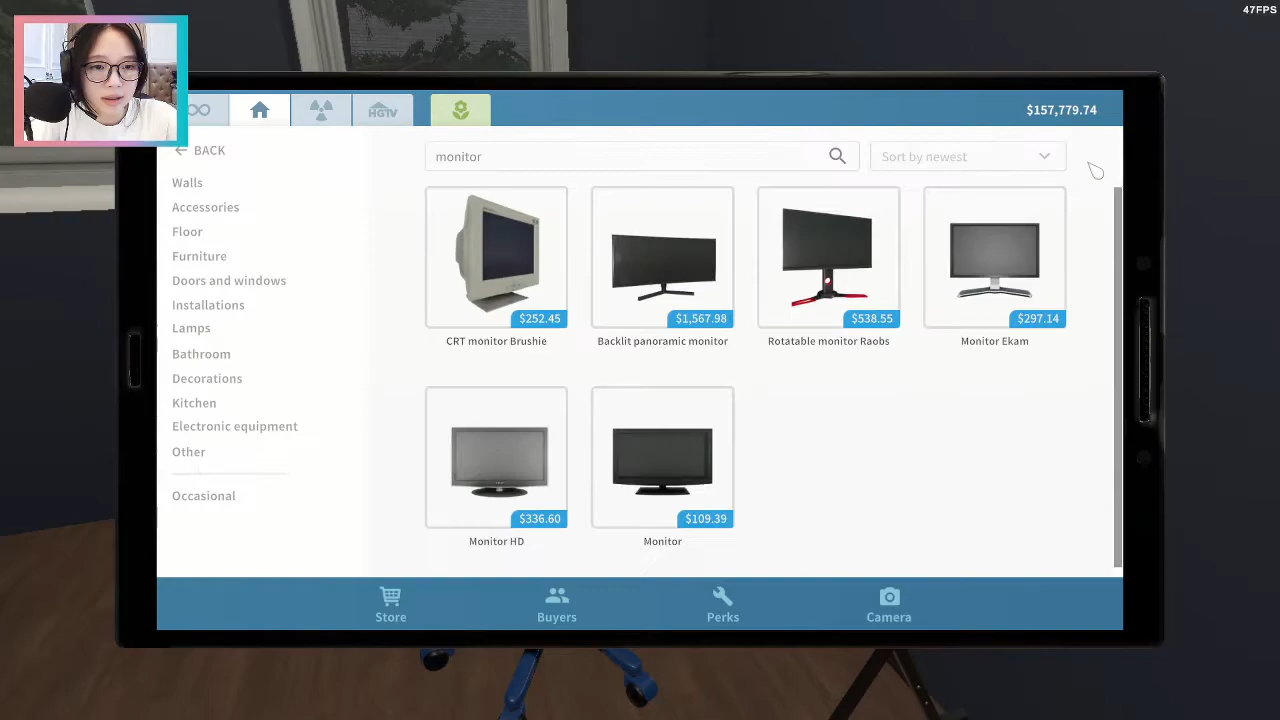 47FPS
HGTV
$157,779.74
BACK
monitor
Sort by newest
Walls
Accessories
Floor
Furniture
Doors and windows
Installations
Lamps
Bathroom
Decorations
Kitchen
Electronic equipment
Other
Occasional
$252.45
$1,567.98
$538.55
$297.14
CRT monitor Brushie
Backlit panoramic monitor
Rotatable monitor Raobs
Monitor Ekam
$336.60
$109.39
Monitor HD
Monitor
Store
Buyers
Perks
Camera